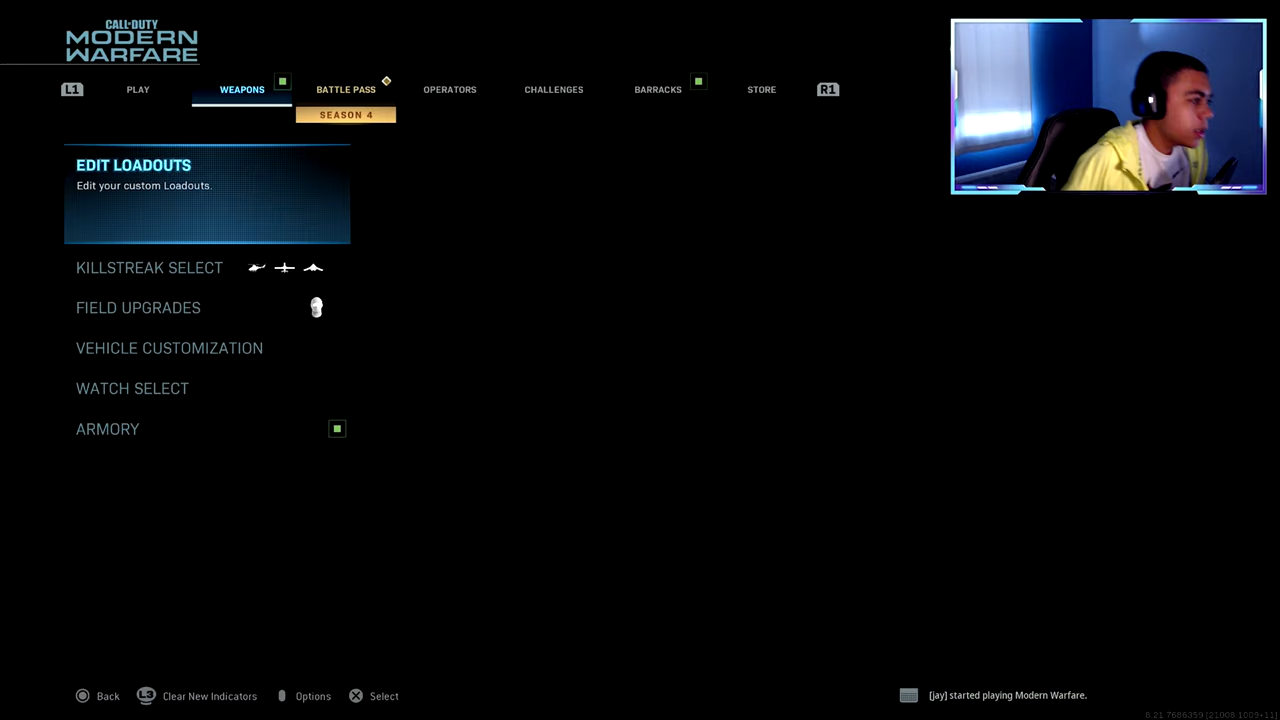 CALL OF DUTY
MODERN
WARFARE
L1 PLAY WEAPONS BATTLE PASS OPERATORS CHALLENGES BARRACKS STORE R1
SEASON 4
EDIT LOADOUTS
Edit your custom Loadouts.
KILLSTREAK SELECT
FIELD UPGRADES
VEHICLE CUSTOMIZATION
WATCH SELECT
ARMORY
Back L3 Clear New Indicators Options Select
[jay] started playing Modern Warfare.